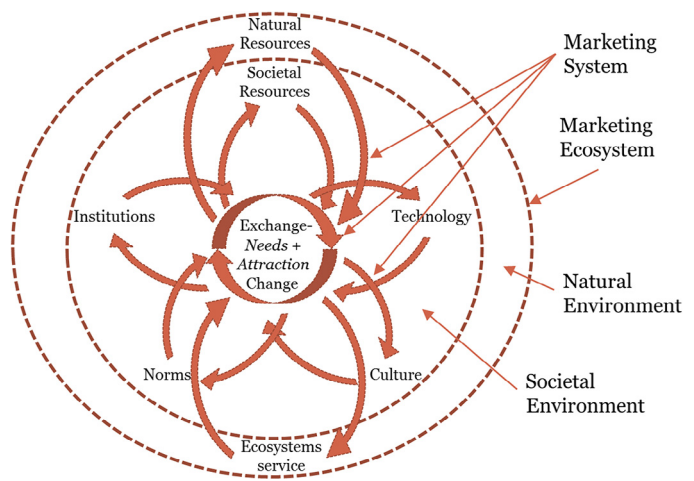 Natural
Resources
Societal
Resources
Marketing
System
Marketing
Ecosystem
Institutions
Exchange-
Needs +
Attraction
Change
Technology
Natural
Environment
Norms
Culture
Societal
Environment
Ecosystems
service